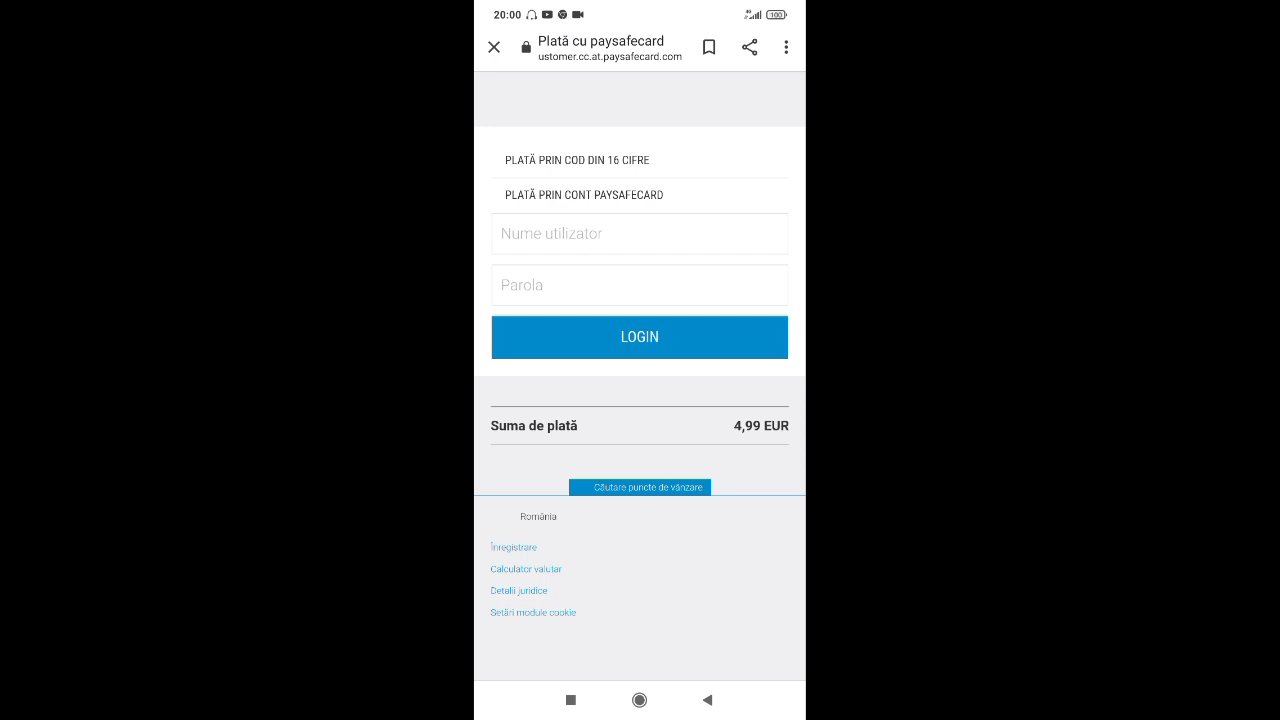 20:00
4G
100
Plată cu paysafecard
ustomer.cc.at.paysafecard.com
PLATĂ PRIN COD DIN 16 CIFRE
PLATĂ PRIN CONT PAYSAFECARD
Nume utilizator
Parola
LOGIN
Suma de plată 4,99 EUR
Căutare puncte de vânzare
România
Înregistrare
Calculator valutar
Detalii juridice
Setări module cookie